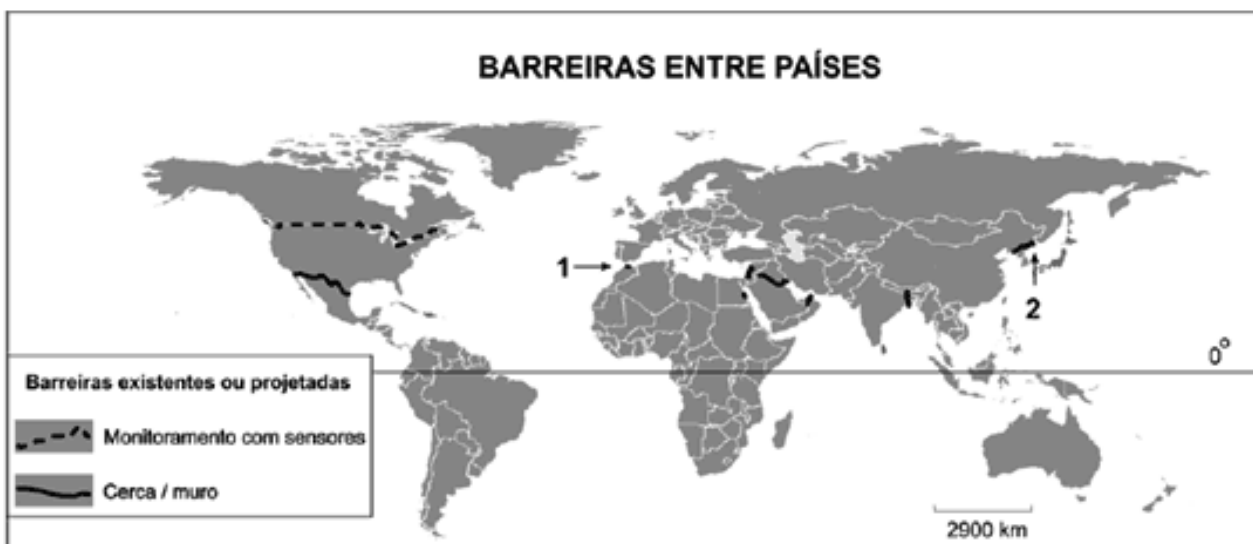 BARREIRAS ENTRE PAÍSES
1
2
0°
Barreiras existentes ou projetadas
Monitoramento com sensores
Cerca / muro
2900 km